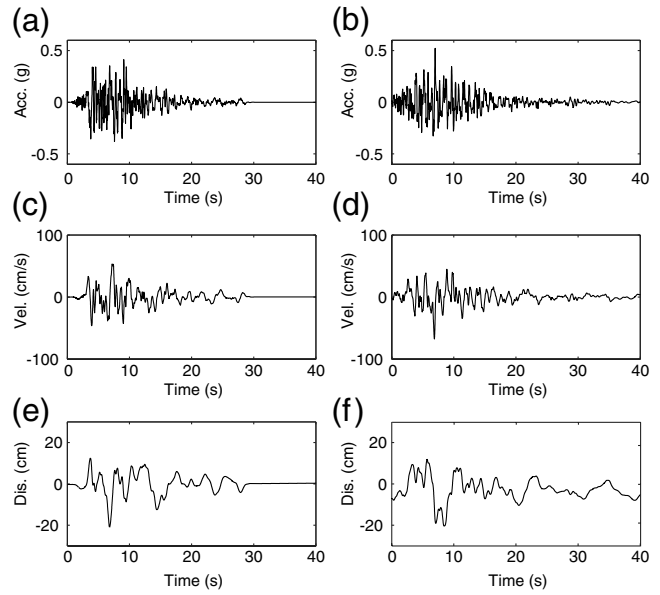 (a) (b)
0.5 0.5
Acc. (g) Acc. (g)
0 0
-0.5 -0.5
0 10 20 30 40 0 10 20 30 40
Time (s) Time (s)
(c) (d)
100 100
Vel. (cm/s) Vel. (cm/s)
0 0
-100 -100
0 10 20 30 40 0 10 20 30 40
Time (s) Time (s)
(e) (f)
20 20
Dis. (cm) Dis. (cm)
0 0
-20 -20
0 10 20 30 40 0 10 20 30 40
Time (s) Time (s)